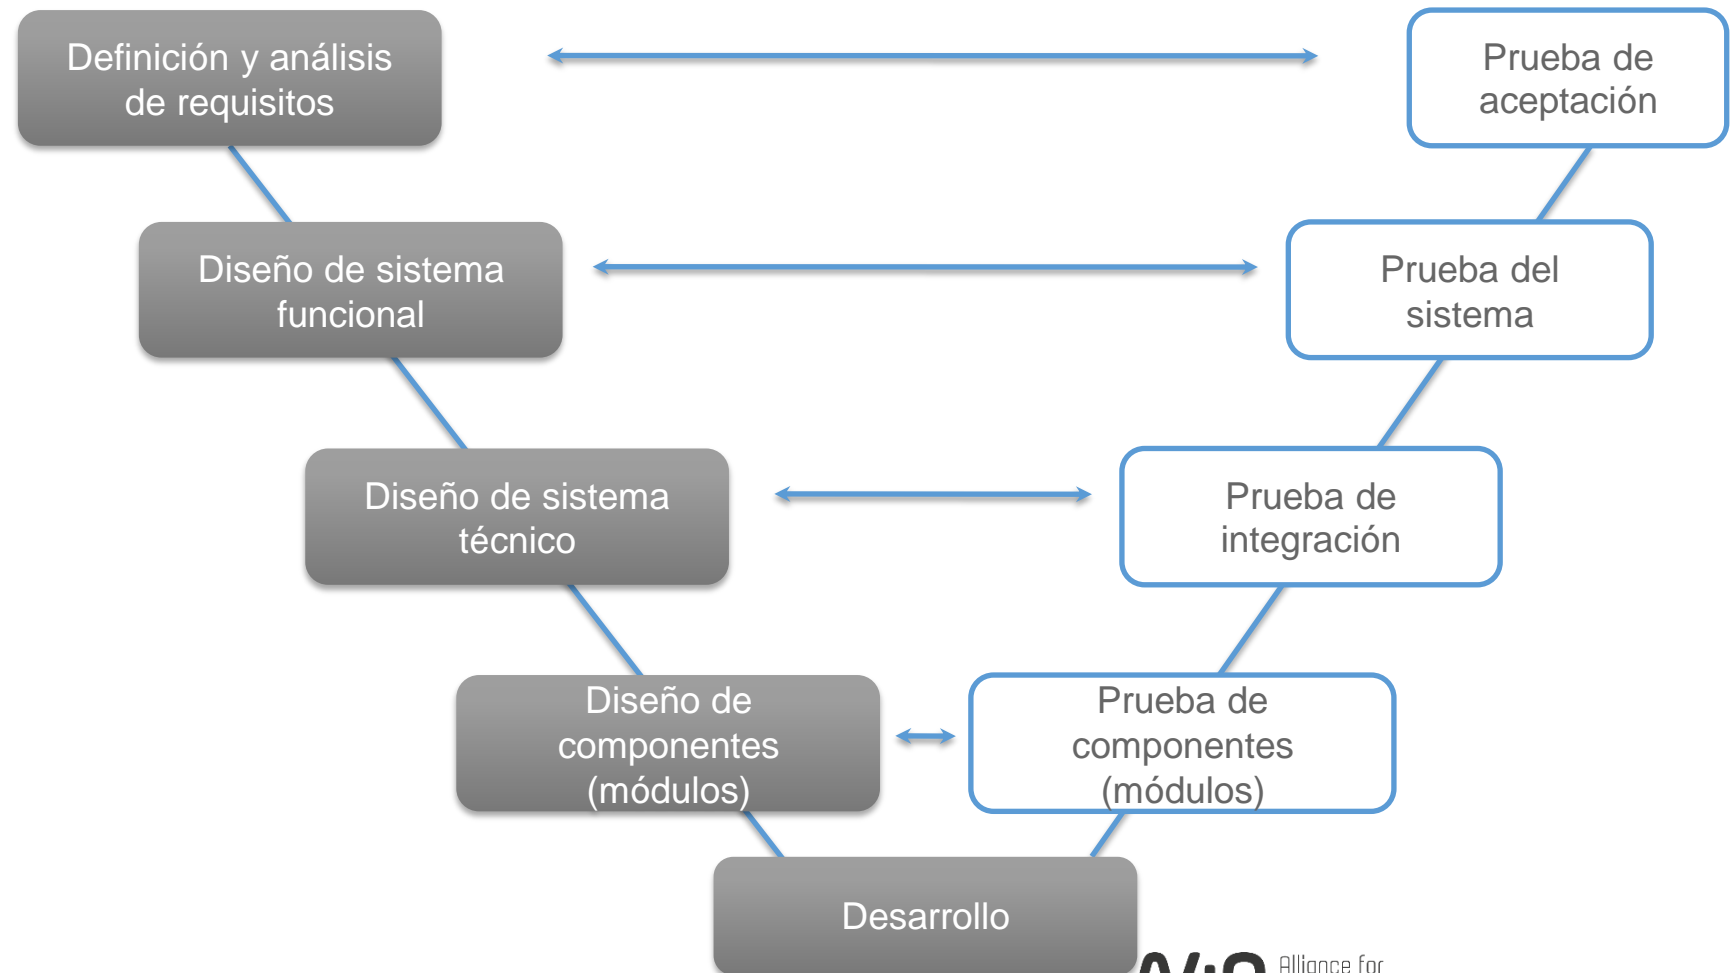 Definición y análisis
de requisitos
Prueba de
aceptación
Diseño de sistema
funcional
Prueba del
sistema
Diseño de sistema
técnico
Prueba de
integración
Diseño de
componentes
(módulos)
Prueba de
componentes
(módulos)
Desarrollo
Alliance for